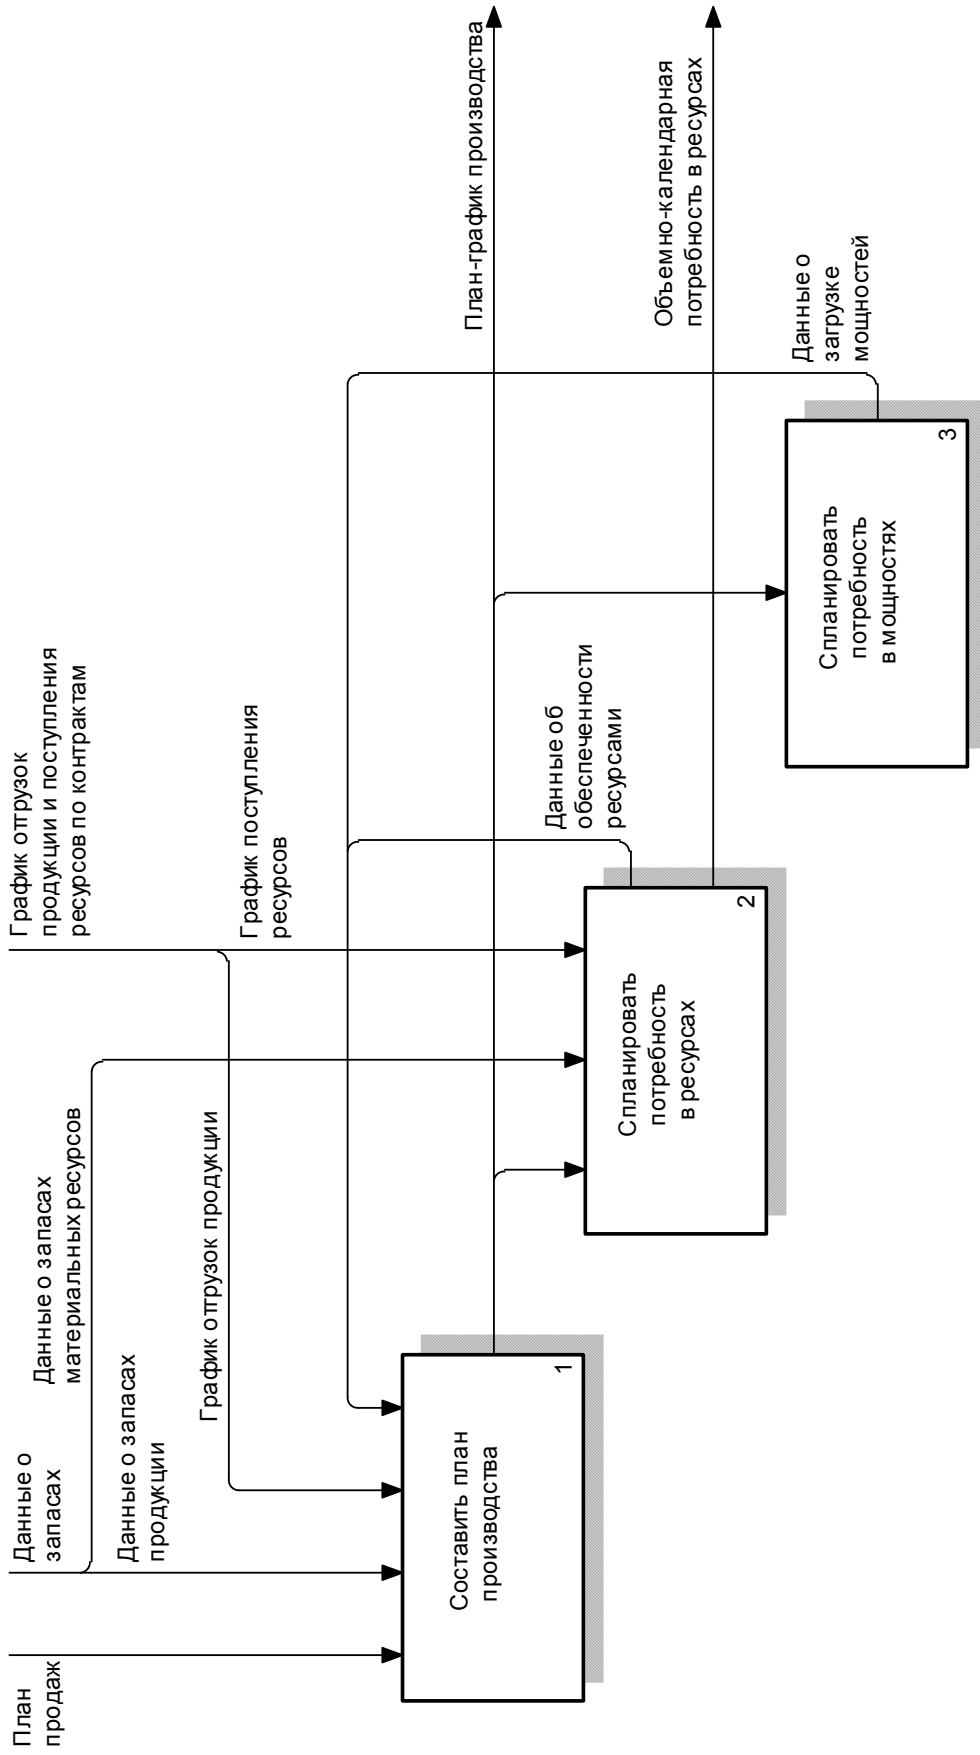 План
продаж
Данные о
запасах
Данные о запасах
материальных ресурсов
График отгрузок
продукции и поступления
ресурсов по контрактам
Данные о запасах
продукции
График отгрузок продукции
График поступления
ресурсов
План-график производства
Составить план
производства
1
Данные об
обеспеченности
ресурсами
Объемно-календарная
потребность в ресурсах
Спланировать
потребность
в ресурсах
2
Данные о
загрузке
мощностей
Спланировать
потребность
в мощностях
3